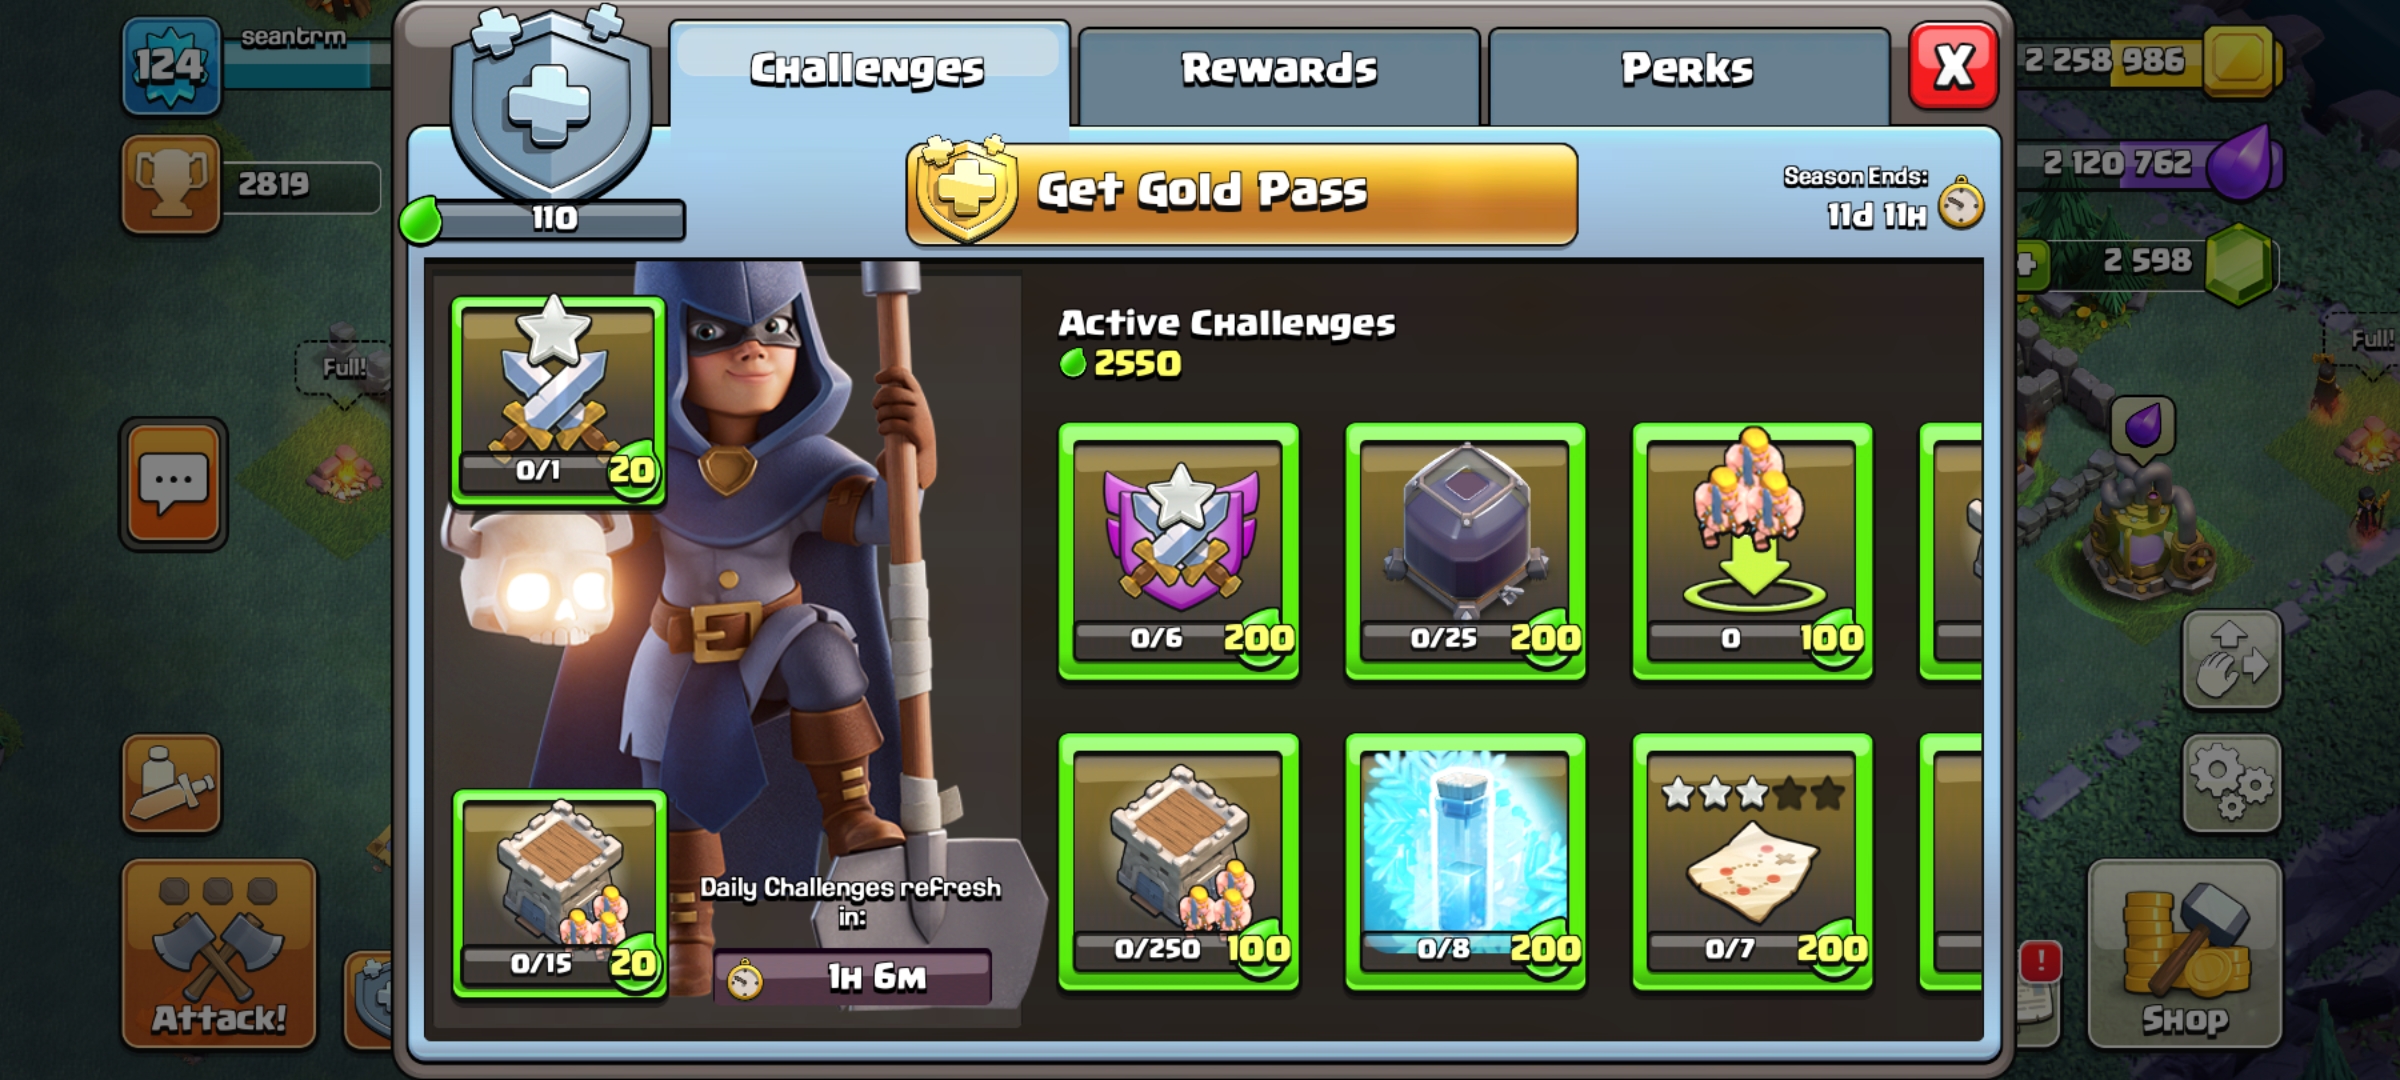 124
seantrm
Challenges
Rewards
Perks
X
2 258 986
2819
Get Gold Pass
Season Ends:
11d 11H
2 120 762
110
2 598
Active Challenges
2550
Full!
Full!
0/1
20
0/6
200
0/25
200
0
100
Daily Challenges refresh
in:
1H 6M
0/15
20
0/250
100
0/8
200
0/7
200
Attack!
!
Shop